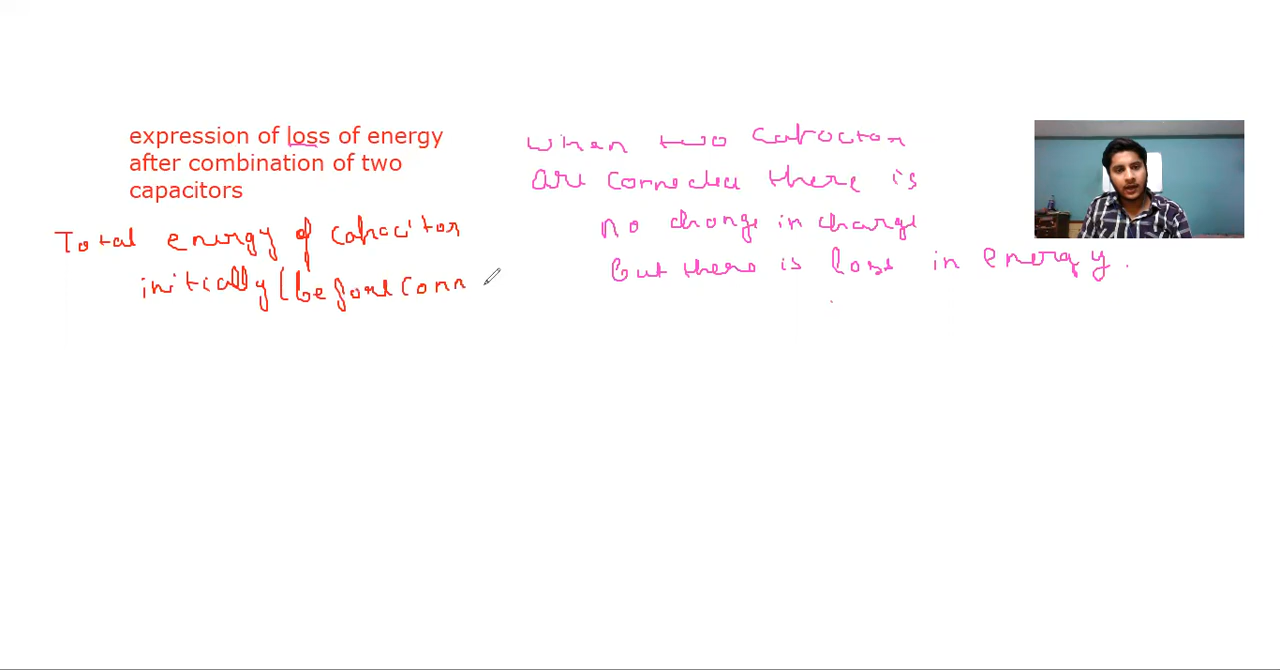 expression of loss of energy
after combination of two
capacitors
Total energy of capacitor
initially (before conn
when two capactor
are connected there is
no change in charge
But there is loss in energy.